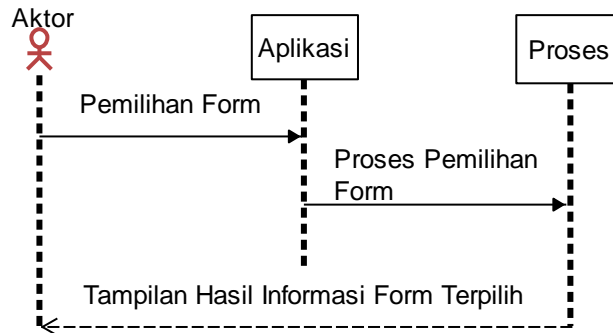 Aktor
Aplikasi
Proses
Pemilihan Form
Proses Pemilihan
Form
Tampilan Hasil Informasi Form Terpilih